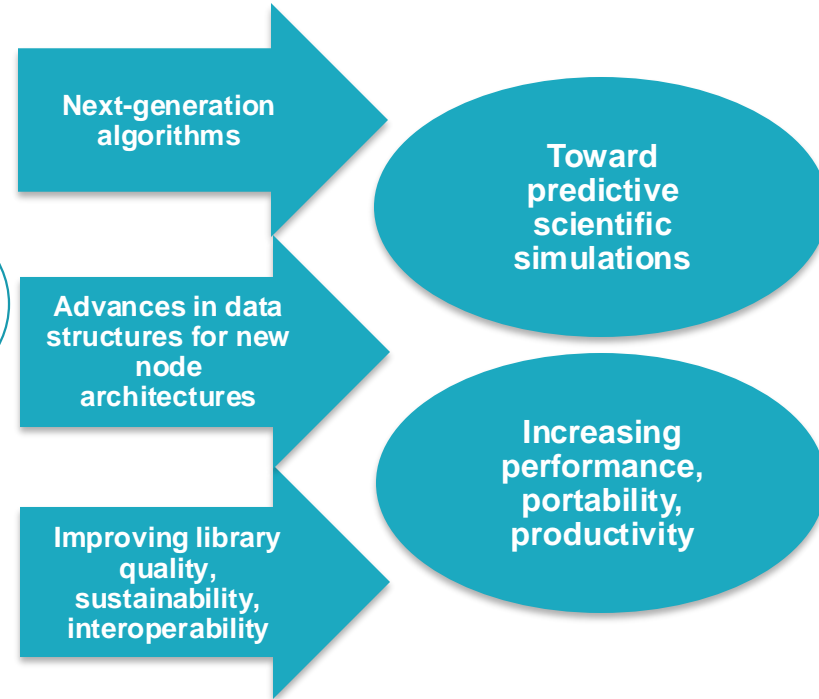 Next-generation
algorithms
Toward
predictive
scientific
simulations
Advances in data
structures for new
node
architectures
Increasing
performance,
portability,
productivity
Improving library
quality,
sustainability,
interoperability